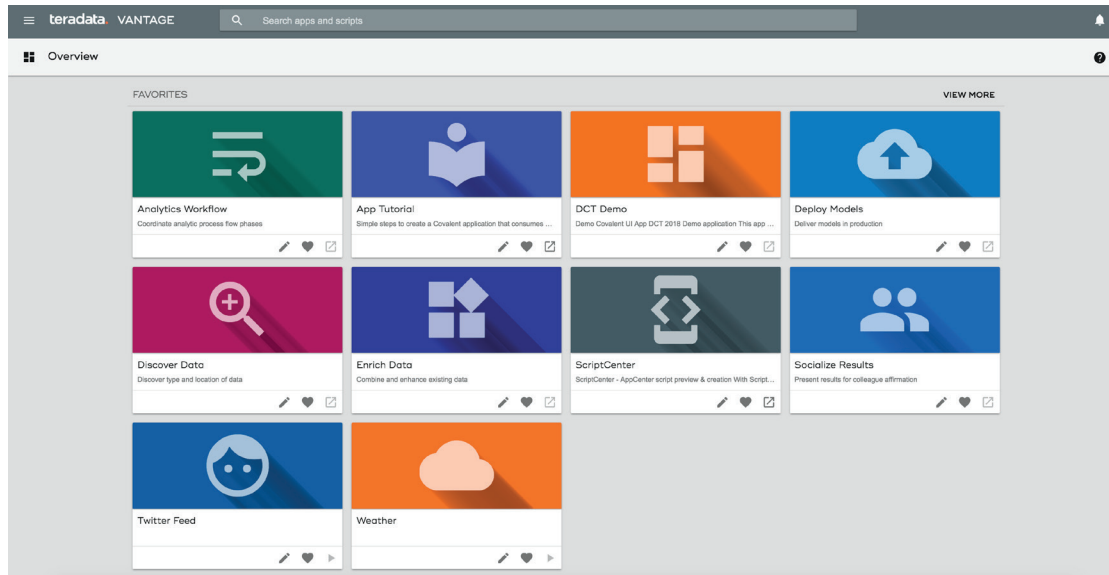 teradata. VANTAGE
Search apps and scripts
Overview
FAVORITES
VIEW MORE
Analytics Workflow
Coordinate analytic process flow phases
App Tutorial
Simple steps to create a Covalent application that consumes ...
DCT Demo
Demo Covalent UI App DCT 2018 Demo application This app ...
Deploy Models
Deliver models in production
Discover Data
Discover type and location of data
Enrich Data
Combine and enhance existing data
ScriptCenter
ScriptCenter - AppCenter script preview & creation With Script...
Socialize Results
Present results for colleague affirmation
Twitter Feed
Weather